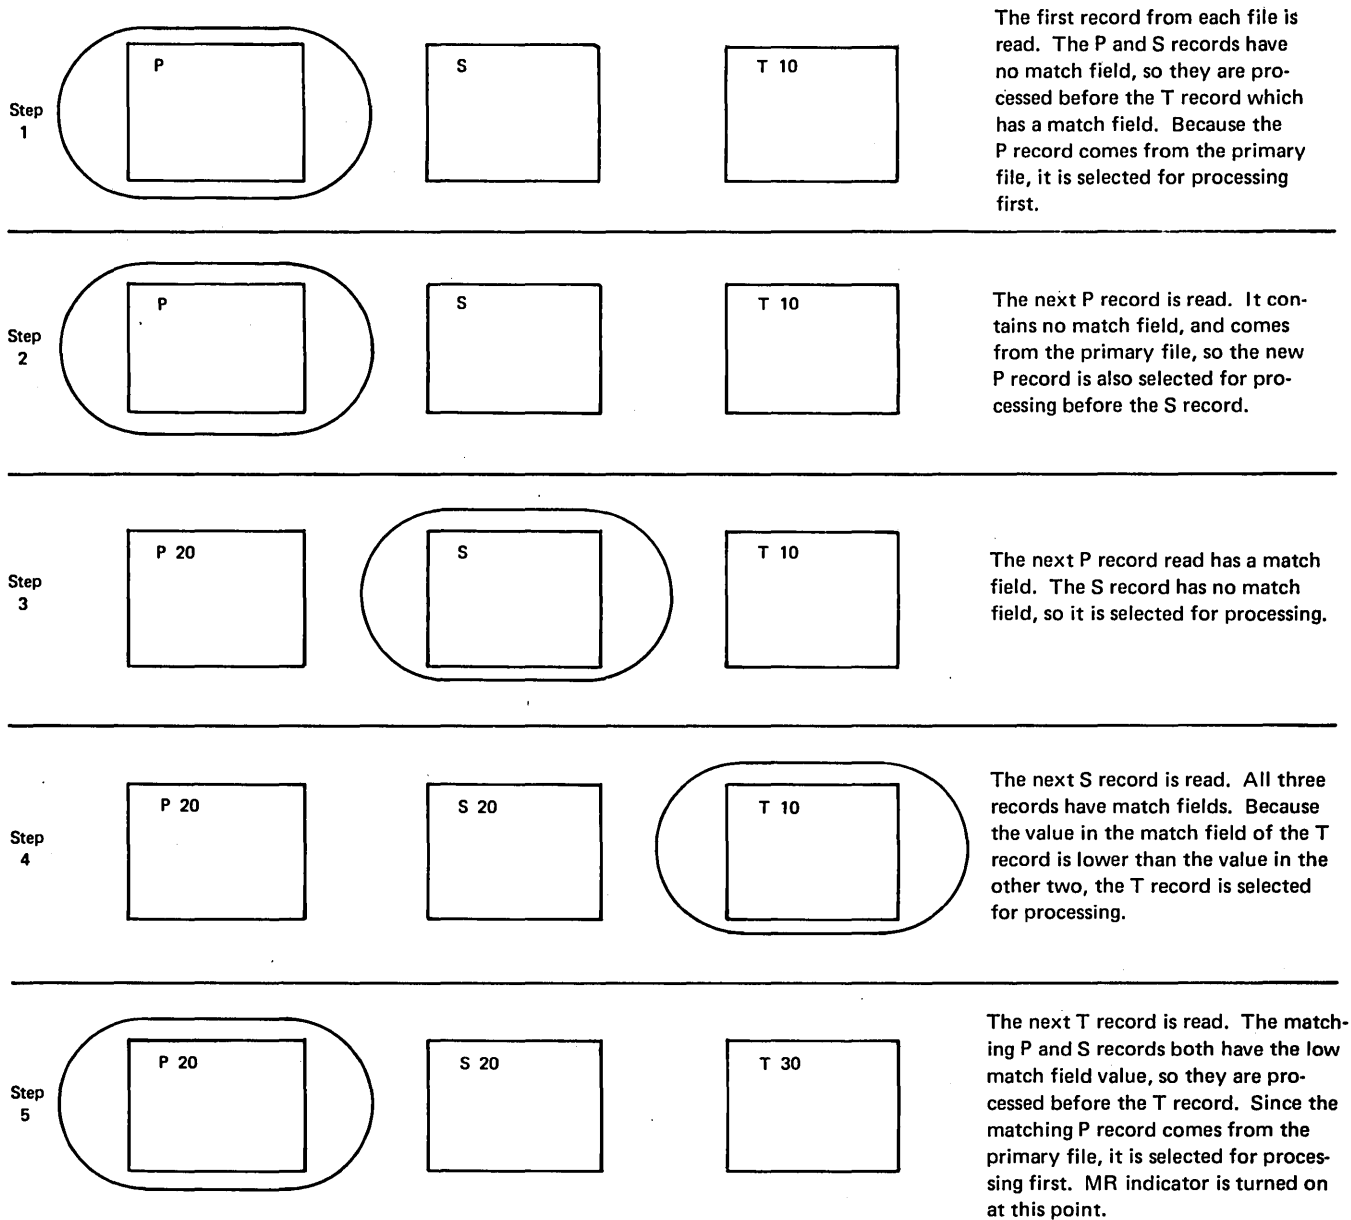 Step
1
P
S
T 10
The first record from each file is
read. The P and S records have
no match field, so they are pro-
cessed before the T record which
has a match field. Because the
P record comes from the primary
file, it is selected for processing
first.
Step
2
P
S
T 10
The next P record is read. It con-
tains no match field, and comes
from the primary file, so the new
P record is also selected for pro-
cessing before the S record.
Step
3
P 20
S
T 10
The next P record read has a match
field. The S record has no match
field, so it is selected for processing.
Step
4
P 20
S 20
T 10
The next S record is read. All three
records have match fields. Because
the value in the match field of the T
record is lower than the value in the
other two, the T record is selected
for processing.
Step
5
P 20
S 20
T 30
The next T record is read. The match-
ing P and S records both have the low
match field value, so they are pro-
cessed before the T record. Since the
matching P record comes from the
primary file, it is selected for proces-
sing first. MR indicator is turned on
at this point.